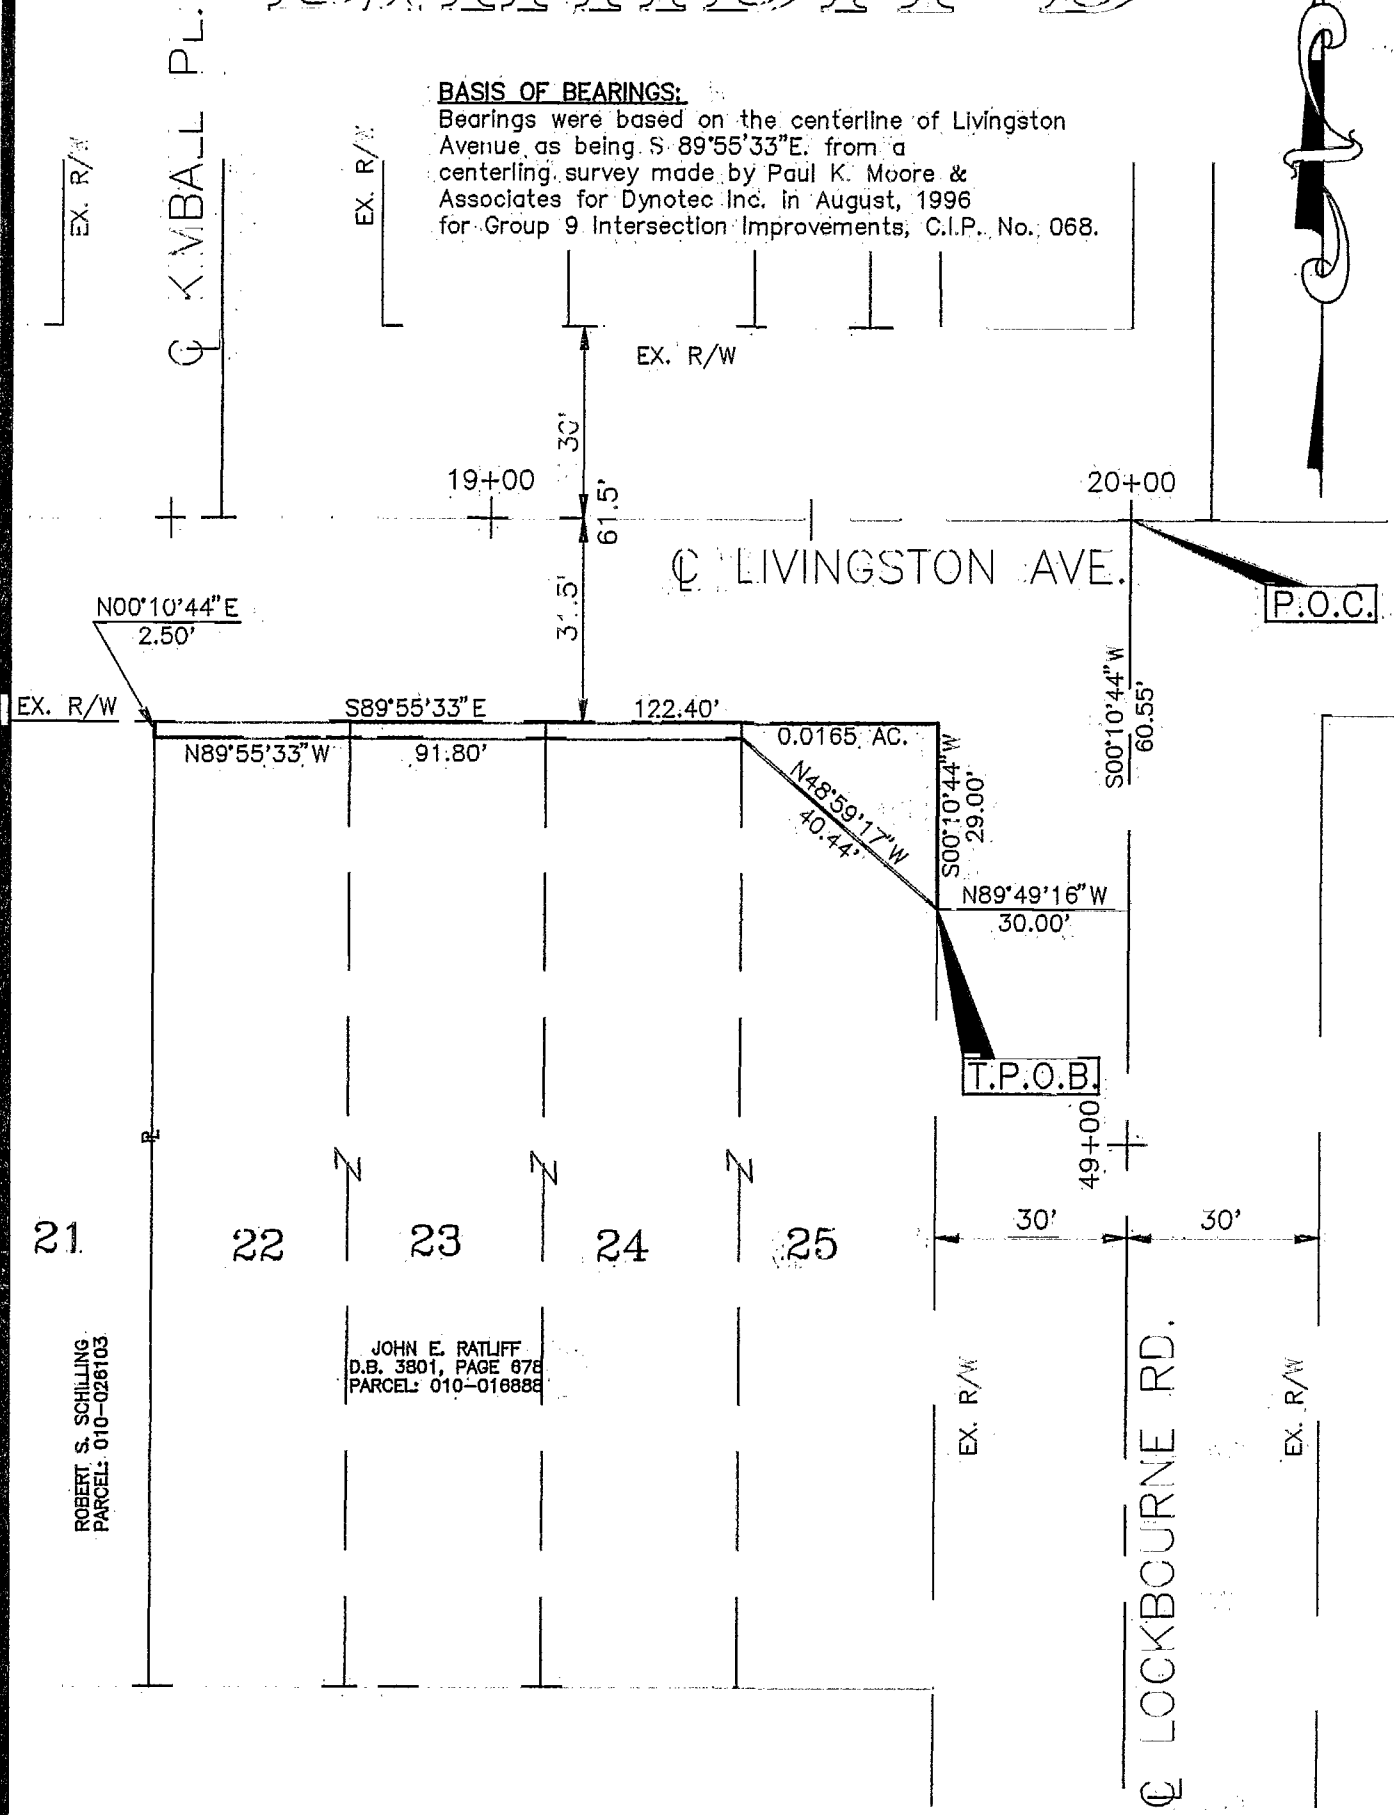 BASIS OF BEARINGS:
Bearings were based on the centerline of Livingston
Avenue as being S 89°55'33"E. from a
centerling survey made by Paul K. Moore &
Associates for Dynotec Inc. in August, 1996
for Group 9 Intersection Improvements, C.I.P. No. 068.
EX. R/W
℄ KIMBALL PL.
EX. R/W
EX. R/W
30'
61.5'
31.5'
19+00
20+00
℄ LIVINGSTON AVE.
P.O.C.
N00°10'44"E
2.50'
EX. R/W
S89°55'33"E 122.40'
N89°55'33"W 91.80'
0.0165 AC.
N48°59'17"W
40.44'
S00°10'44"W
29.00'
S00°10'44"W
60.55'
N89°49'16"W
30.00'
T.P.O.B.
49+00
30' 30'
21 22 23 24 25
JOHN E. RATLIFF
D.B. 3801, PAGE 678
PARCEL: 010-016888
ROBERT S. SCHILLING
PARCEL: 010-026103
EX. R/W
℄ LOCKBOURNE RD.
EX. R/W